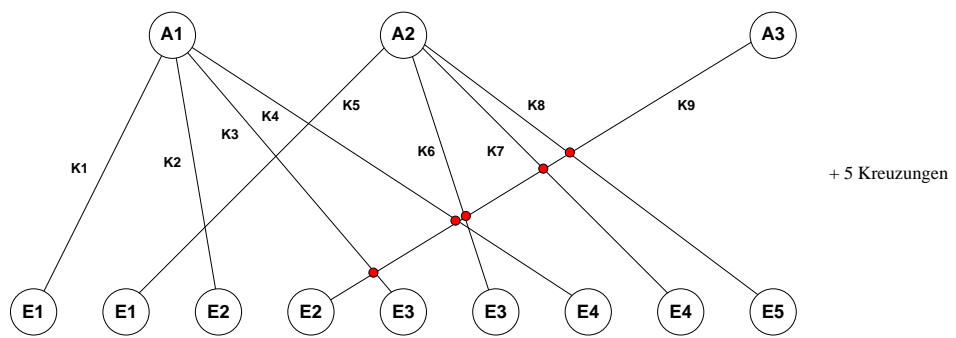 A1 A2 A3
K5 K8 K9
K4
K3
K6 K7
K1 K2
+ 5 Kreuzungen
E1 E1 E2 E2 E3 E3 E4 E4 E5